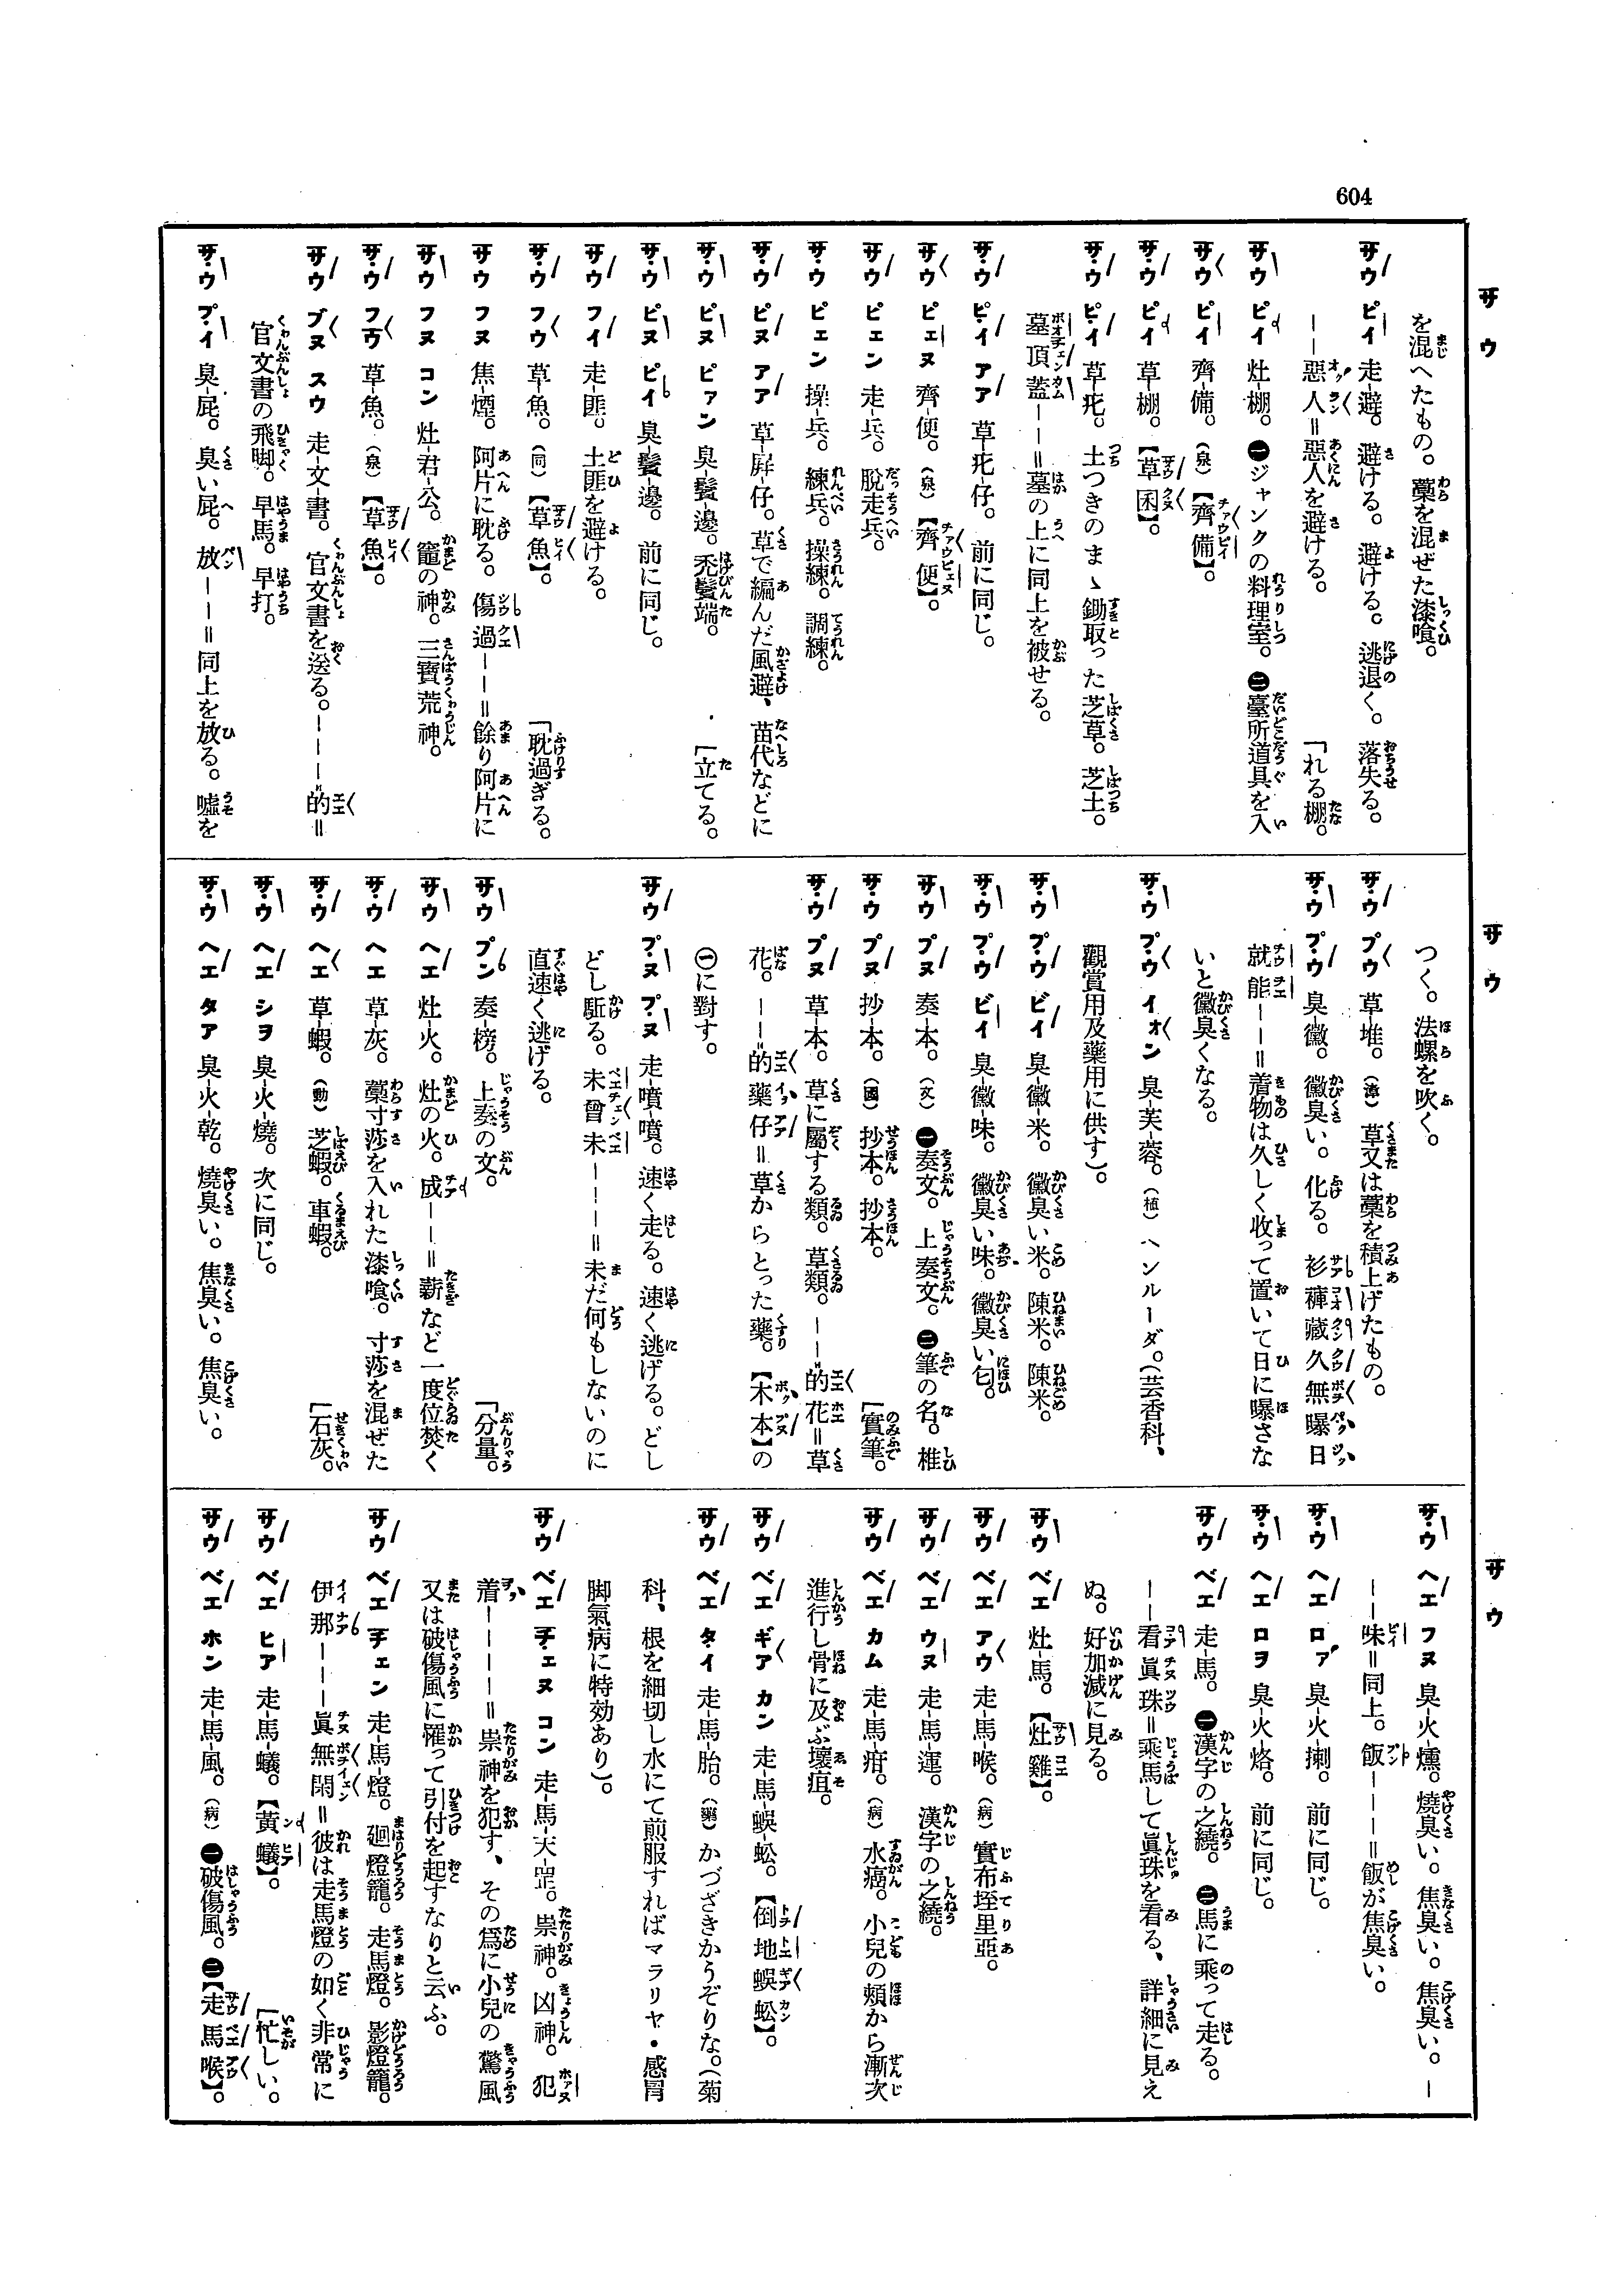 604
サウ
を混へたもの。藁を混ぜた漆喰。
サウ ピイ 走-避。避ける。避ける。逃退く。落失る。
——惡人=惡人を避ける。 「れる棚。
サウ ピイ 灶-棚。㊀ジャンクの料理室。㊁臺所道具を入
サウ ピイ 齊-備。(泉)【齊備】。
サウ ピイ 草-棚。【草囷】。
サウ ピイ 草-疕。土つきのまゝ鋤取った芝草。芝土。
墓頂蓋——=墓の上に同上を被せる。
サウ ピイ アア 草-疕-仔。前に同じ。
サウ ピェヌ 齊-便。(泉)【齊便】。
サウ ピェン 走-兵。脫走兵。
サウ ピェン 操-兵。練兵。操練。調練。
サウ ピヌ アア 草-屛-仔。草で編んだ風避、苗代などに
サウ ピヌ ピァン 臭-鬢-邊。禿鬢端。 [立てる。
サウ ピヌ ピイ 臭-鬢-邊。前に同じ。
サウ フイ 走-匪。土匪を避ける。
サウ フウ 草-魚。(同)【草魚】。 「耽過ぎる。
サウ フヌ 焦-煙。阿片に耽る。傷過——=餘り阿片に
サウ フヌ コン 灶-君-公。竈の神。三寶荒神。
サウ フ 草-魚。(泉)【草魚】。
サウ ブヌ スウ 走-文-書。官文書を送る。———的=
官文書の飛脚。早馬。早打。
サウ プイ 臭-屁。臭い屁。放——=同上を放る。噓を
サウ
つく。法螺を吹く。
サウ プウ 草-堆。(漳)草又は藁を積上げたもの。
サウ プウ 臭-黴。黴臭い。化る。衫褲藏久無曝日
就能——=着物は久しく收って置いて日に曝さな
いと黴臭くなる。
サウ プウ イォン 臭-芙-蓉。(植)ヘンルーダ。(芸香科、
觀賞用及藥用に供す)。
サウ プウ ビイ 臭-黴-米。黴臭い米。陳米。陳米。
サウ プウ ビイ 臭-黴-味。黴臭い味。黴臭い匂。
サウ プヌ 奏-本。(文)㊀奏文。上奏文。㊁筆の名。椎
サウ プヌ 抄-本。(國)抄本。抄本。 [實筆。
サウ プヌ 草-本。草に屬する類。草類。——的花=草
花。——的藥仔=草からとった藥。【木本】の
㊀に對す。
サウ プヌ プヌ 走-噴-噴。速く走る。速く逃げる。どし
どし駈る。未曾未———=未だ何もしないのに
直速く逃げる。
サウ プン 奏-榜。上奏の文。 「分量。
サウ ヘエ 灶-火。灶の火。成——=薪など一度位焚く
サウ ヘエ 草-灰。藁寸莎を入れた漆喰。寸莎を混ぜた
サウ ヘエ 草-蝦。(動)芝蝦。車蝦。 [石灰。
サウ ヘエ シヲ 臭-火-燒。次に同じ。
サウ ヘエ タア 臭-火-乾。燒臭い。焦臭い。焦臭い。
サウ
サウ ヘエ フヌ 臭-火-燻。燒臭い。焦臭い。焦臭い。—
——味=同上。飯———=飯が焦臭い。
サウ ヘエ ロァ 臭-火-揦。前に同じ。
サウ ヘエ ロヲ 臭-火-烙。前に同じ。
サウ ベエ 走-馬。㊀漢字の之繞。㊁馬に乘って走る。
——看眞珠=乘馬して眞珠を看る、詳細に見え
ぬ。好加減に見る。
サウ ベエ 灶-馬。【灶雞】。
サウ ベエ アウ 走-馬-喉。(病)實布垤里亞。
サウ ベエ ウヌ 走-馬-運。漢字の之繞。
サウ ベエ カム 走-馬-疳。(病)水癌。小兒の頰から漸次
進行し骨に及ぶ壞疽。
サウ ベエ ギア カン 走-馬-蜈-蚣。【倒地蜈蚣】。
サウ ベエ タイ 走-馬-胎。(藥)かづざきかうぞりな。(菊
科、根を細切し水にて煎服すればマラリヤ・感冒
脚氣病に特効あり)。
サウ ベエ チェヌ コン 走-馬-天-罡。祟神。凶神。犯
着————=祟神を犯す、その爲に小兒の驚風
又は破傷風に罹って引付を起すなりと云ふ。
サウ ベエ チェン 走-馬-燈。廻燈籠。走馬燈。影燈籠。
伊那———眞無閑=彼は走馬燈の如く非常に
サウ ベエ ヒア 走-馬-蟻。【黃蟻】。 [忙しい。
サウ ベエ ホン 走-馬-風。(病)㊀破傷風。㊁【走馬喉】。